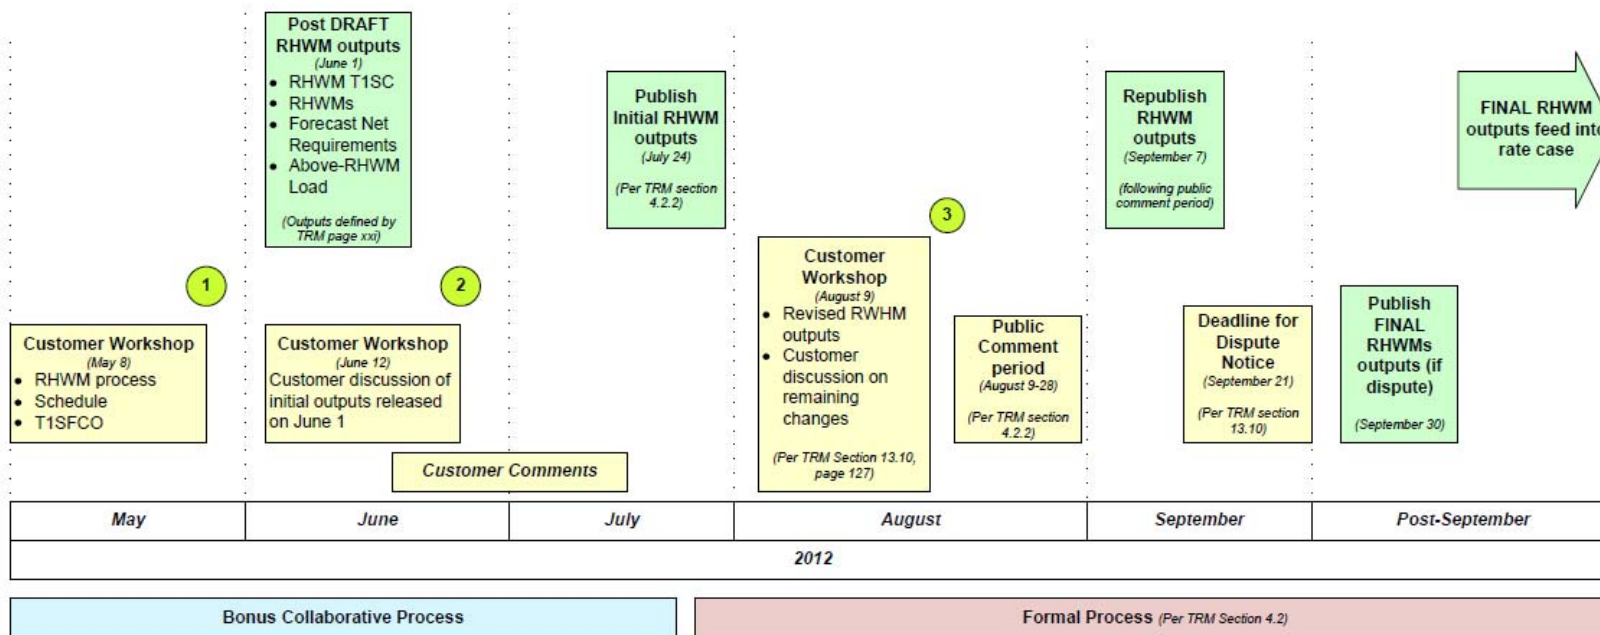 Post DRAFT
RHWM outputs
(June 1)
• RHWM T1SC
• RHWMs
• Forecast Net
Requirements
• Above-RHWM
Load
(Outputs defined by
TRM page xxi)
Publish
Initial RHWM
outputs
(July 24)
(Per TRM section
4.2.2)
Republish
RHWM
outputs
(September 7)
(following public
comment period)
FINAL RHWM
outputs feed into
rate case
1
2
3
Customer Workshop
(May 8)
• RHWM process
• Schedule
• T1SFCO
Customer Workshop
(June 12)
Customer discussion of
initial outputs released
on June 1
Customer Comments
Customer
Workshop
(August 9)
• Revised RWHM
outputs
• Customer
discussion on
remaining
changes
(Per TRM Section 13.10,
page 127)
Public
Comment
period
(August 9-28)
(Per TRM section
4.2.2)
Deadline for
Dispute
Notice
(September 21)
(Per TRM section
13.10)
Publish
FINAL
RHWMs
outputs (if
dispute)
(September 30)
May
June
July
August
September
Post-September
2012
Bonus Collaborative Process
Formal Process (Per TRM Section 4.2)